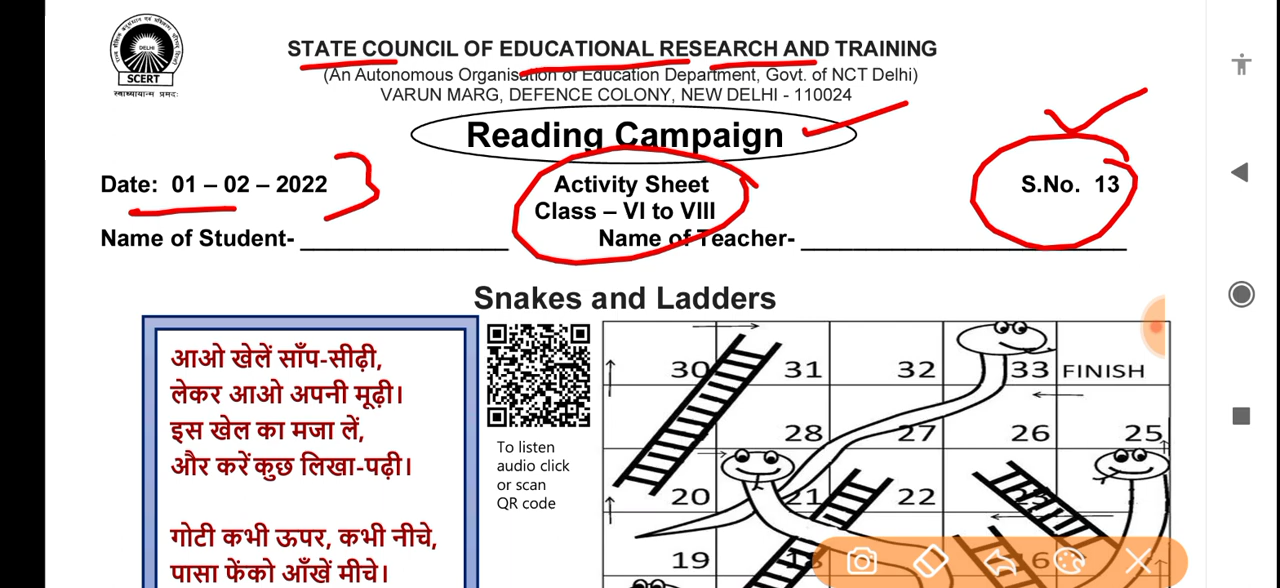 STATE COUNCIL OF EDUCATIONAL RESEARCH AND TRAINING
(An Autonomous Organisation of Education Department, Govt. of NCT Delhi)
VARUN MARG, DEFENCE COLONY, NEW DELHI - 110024
DELHI
SCERT
Reading Campaign
Date: 01 – 02 – 2022
Activity Sheet
S.No. 13
Class – VI to VIII
Name of Student-
Name of Teacher-
Snakes and Ladders
आओ खेलें साँप-सीढ़ी,
लेकर आओ अपनी मूढ़ी।
इस खेल का मजा लें,
और करें कुछ लिखा-पढ़ी।
गोटी कभी ऊपर, कभी नीचे,
पासा फेंको आँखें मीचे।
To listen
audio click
or scan
QR code
30 31 32 33 FINISH
28 27 26 25
20 21 22
19